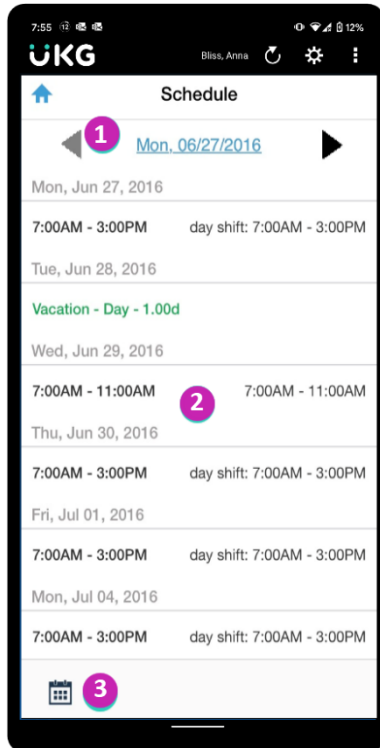 7:55 12 12%
UKG Bliss, Anna
Schedule
1 Mon, 06/27/2016
Mon, Jun 27, 2016
7:00AM - 3:00PM day shift: 7:00AM - 3:00PM
Tue, Jun 28, 2016
Vacation - Day - 1.00d
Wed, Jun 29, 2016
7:00AM - 11:00AM 2 7:00AM - 11:00AM
Thu, Jun 30, 2016
7:00AM - 3:00PM day shift: 7:00AM - 3:00PM
Fri, Jul 01, 2016
7:00AM - 3:00PM day shift: 7:00AM - 3:00PM
Mon, Jul 04, 2016
7:00AM - 3:00PM day shift: 7:00AM - 3:00PM
3